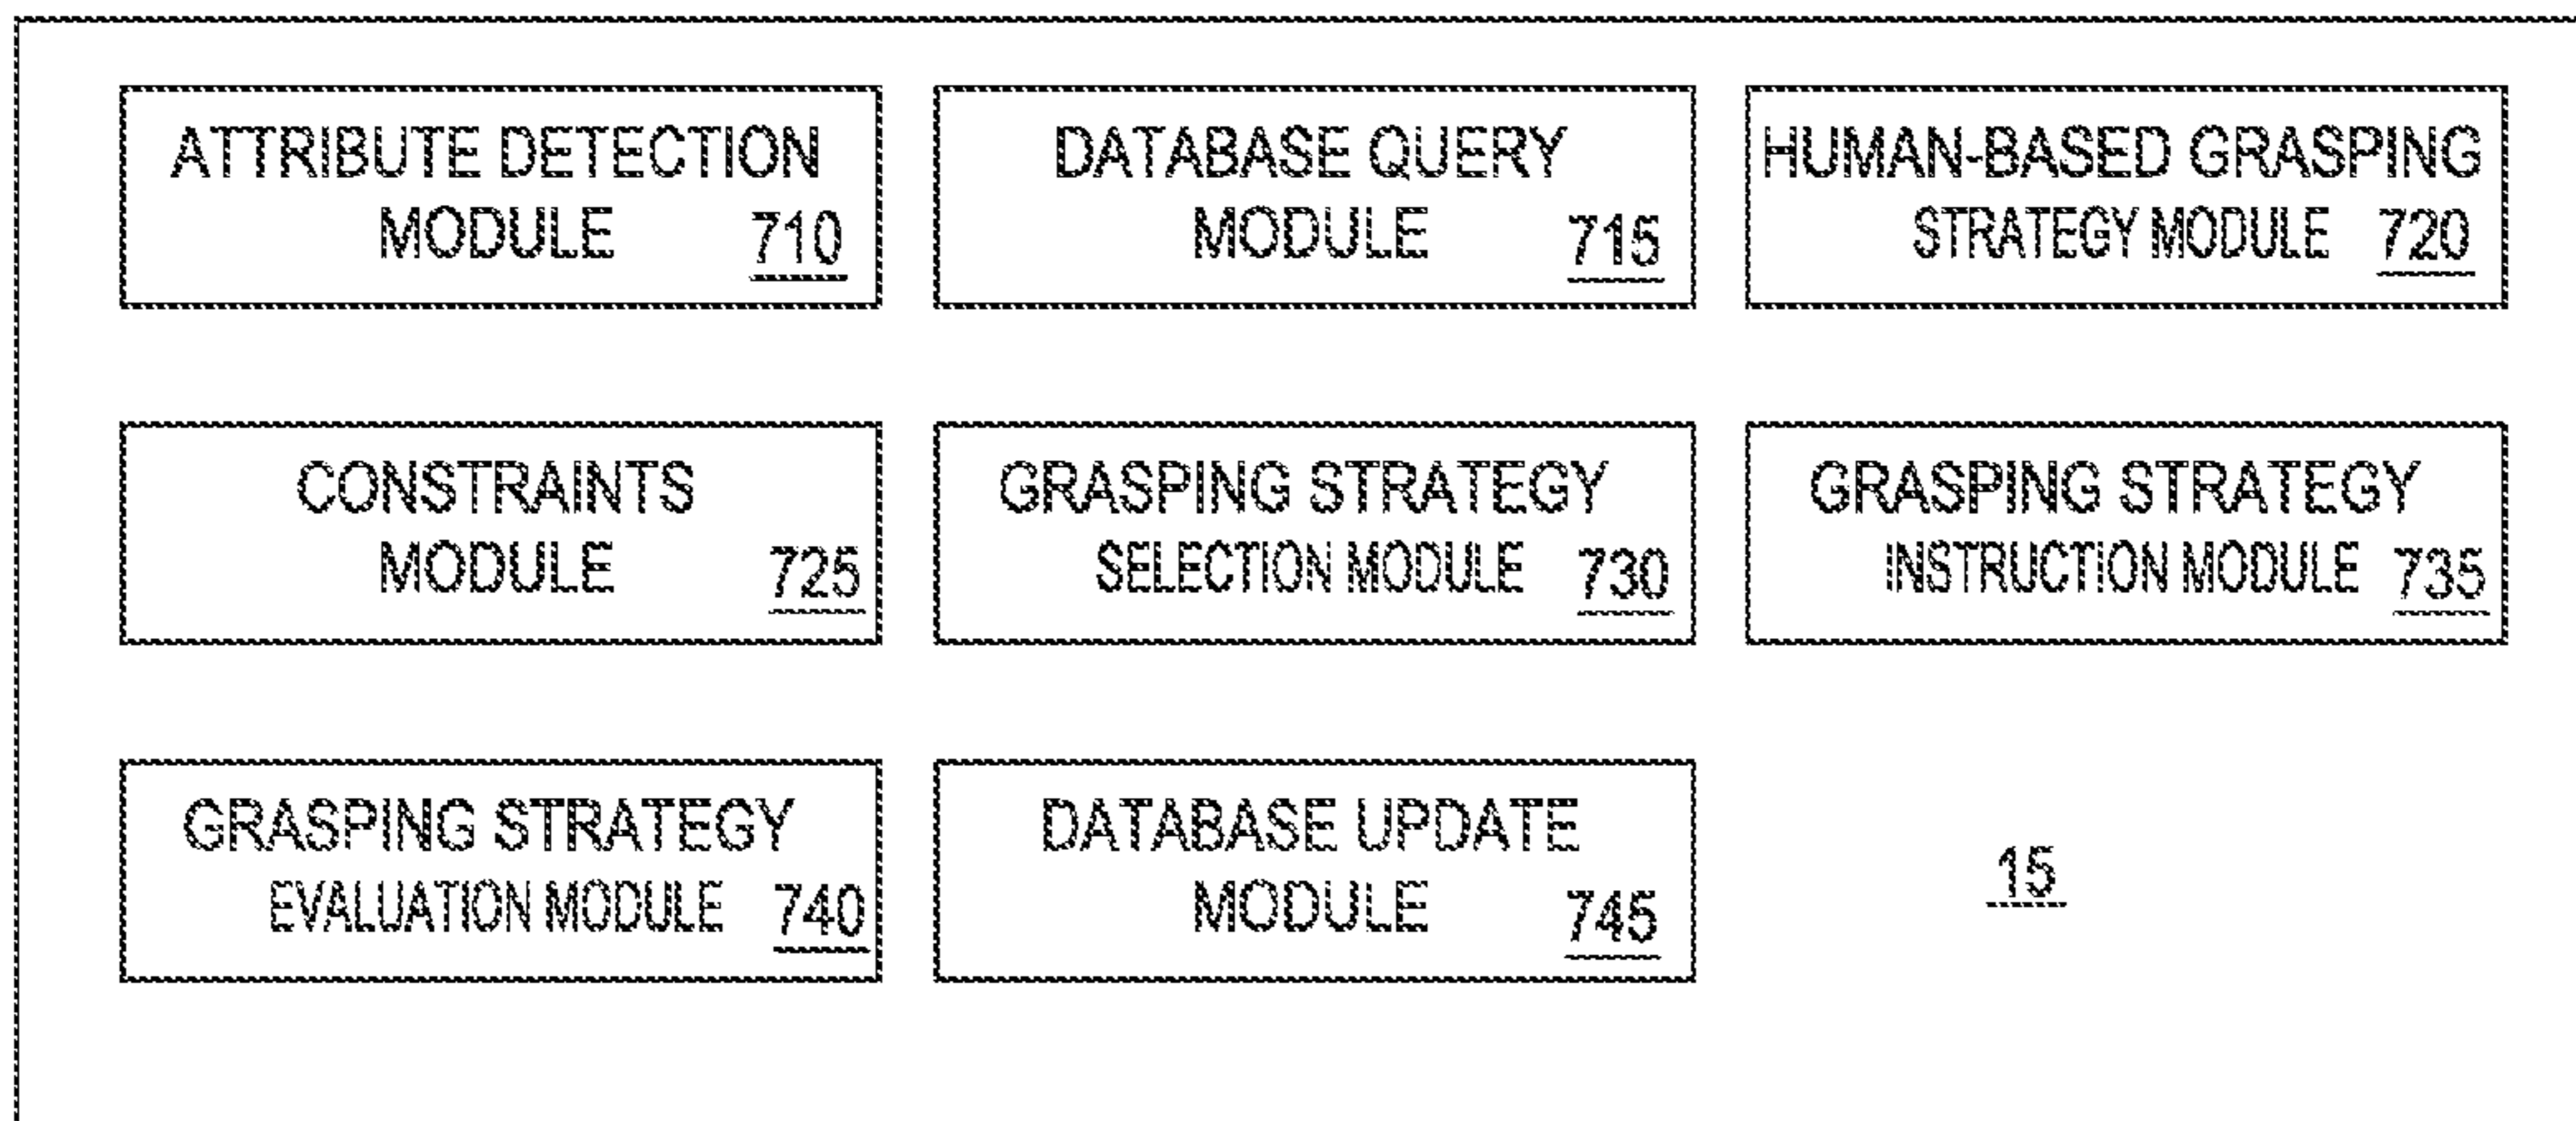 ATTRIBUTE DETECTION
MODULE 710
DATABASE QUERY
MODULE 715
HUMAN-BASED GRASPING
STRATEGY MODULE 720
CONSTRAINTS
MODULE 725
GRASPING STRATEGY
SELECTION MODULE 730
GRASPING STRATEGY
INSTRUCTION MODULE 735
GRASPING STRATEGY
EVALUATION MODULE 740
DATABASE UPDATE
MODULE 745
15